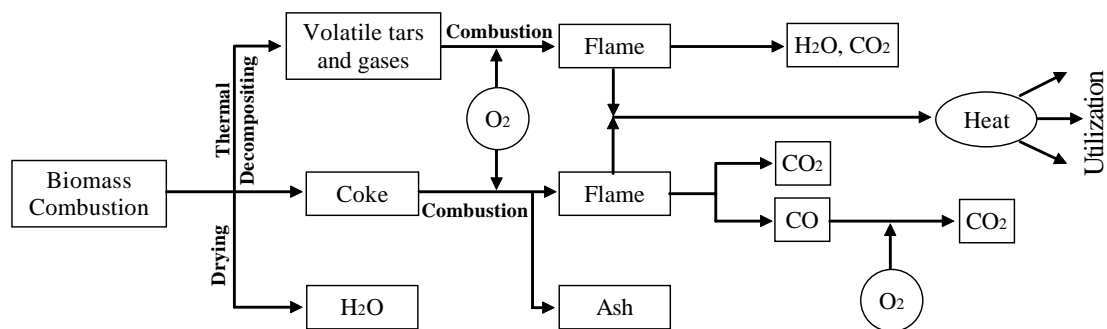 Volatile tars
and gases
Combustion
Flame
H2O, CO2
Thermal
Decompositing
O2
Heat
Utilization
Biomass
Combustion
Coke
Combustion
Flame
CO2
CO
CO2
Drying
H2O
Ash
O2